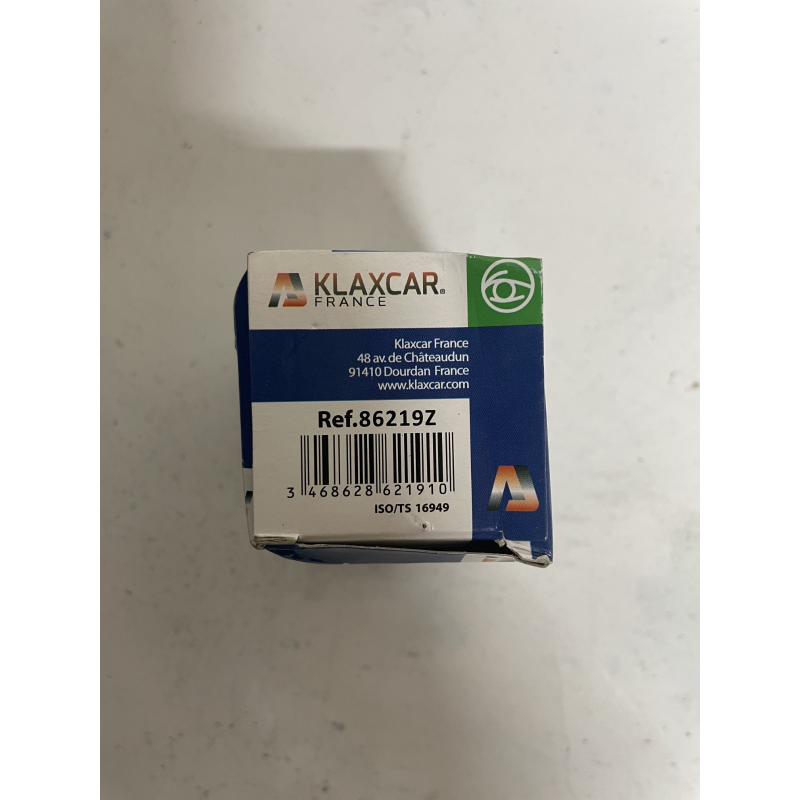 KLAXCAR®
FRANCE
Klaxcar France
48 av. de Châteaudun
91410 Dourdan France
www.klaxcar.com
Ref.86219Z
3 468628 621910
ISO/TS 16949